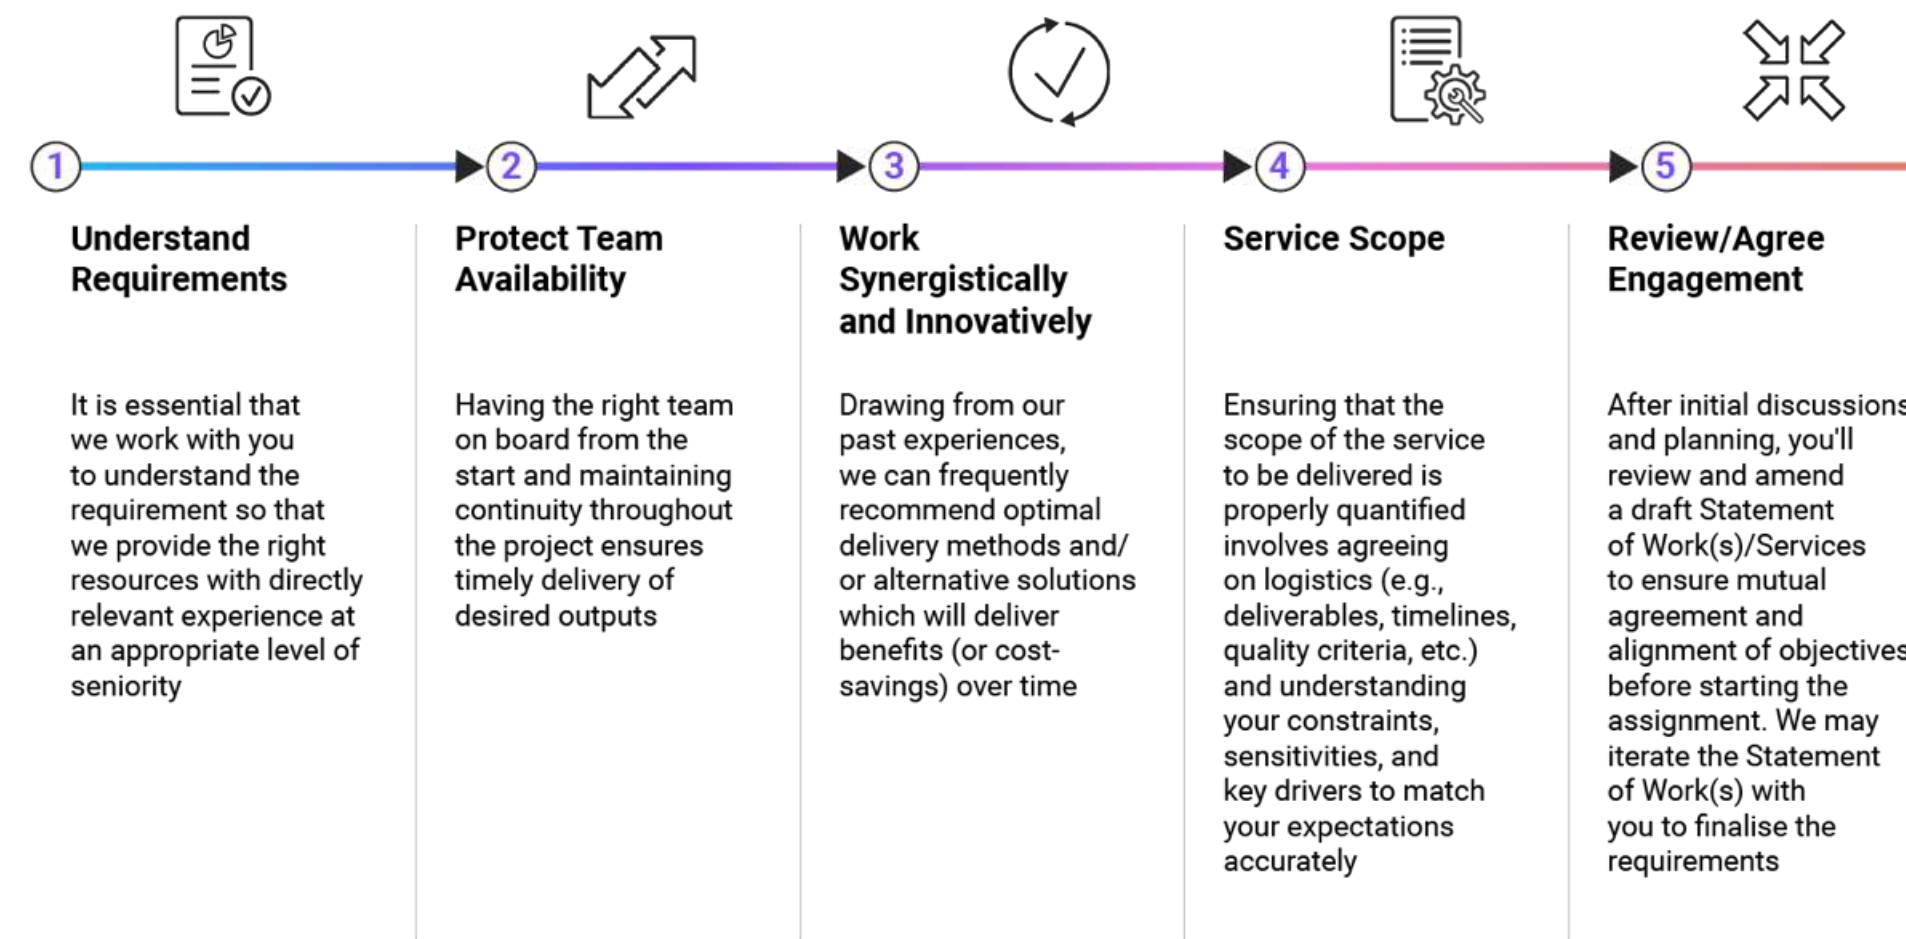 1
2
3
4
5
Understand
Requirements
It is essential that
we work with you
to understand the
requirement so that
we provide the right
resources with directly
relevant experience at
an appropriate level of
seniority
Protect Team
Availability
Having the right team
on board from the
start and maintaining
continuity throughout
the project ensures
timely delivery of
desired outputs
Work
Synergistically
and Innovatively
Drawing from our
past experiences,
we can frequently
recommend optimal
delivery methods and/
or alternative solutions
which will deliver
benefits (or cost-
savings) over time
Service Scope
Ensuring that the
scope of the service
to be delivered is
properly quantified
involves agreeing
on logistics (e.g.,
deliverables, timelines,
quality criteria, etc.)
and understanding
your constraints,
sensitivities, and
key drivers to match
your expectations
accurately
Review/Agree
Engagement
After initial discussions
and planning, you'll
review and amend
a draft Statement
of Work(s)/Services
to ensure mutual
agreement and
alignment of objectives
before starting the
assignment. We may
iterate the Statement
of Work(s) with
you to finalise the
requirements